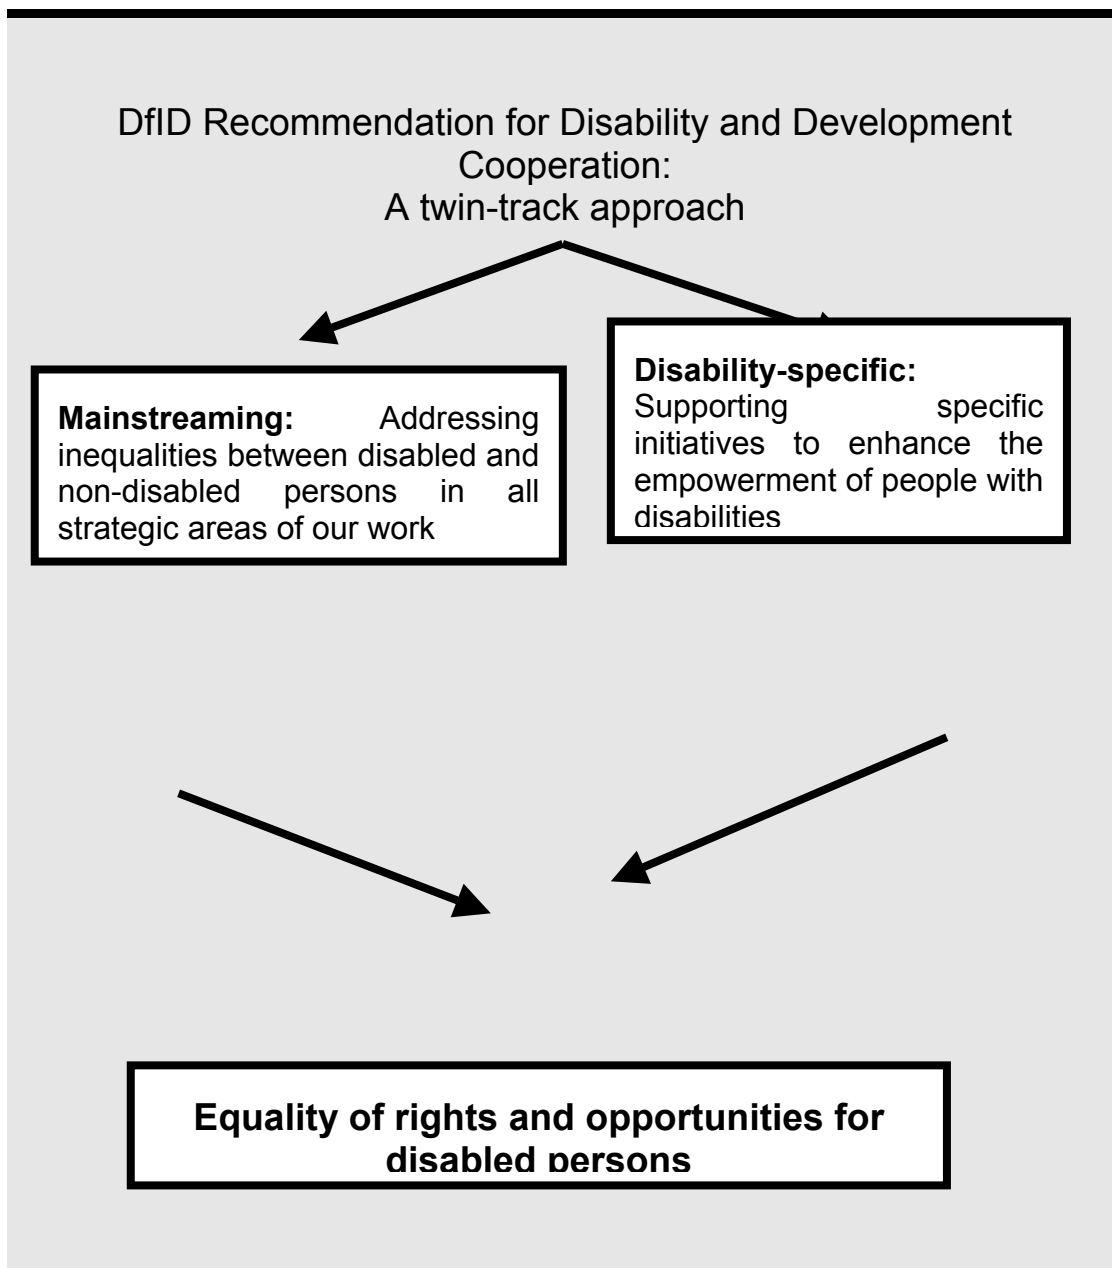 DfID Recommendation for Disability and Development
Cooperation:
A twin-track approach
Mainstreaming: Addressing
inequalities between disabled and
non-disabled persons in all
strategic areas of our work
Disability-specific:
Supporting specific
initiatives to enhance the
empowerment of people with
disabilities
Equality of rights and opportunities for
disabled persons